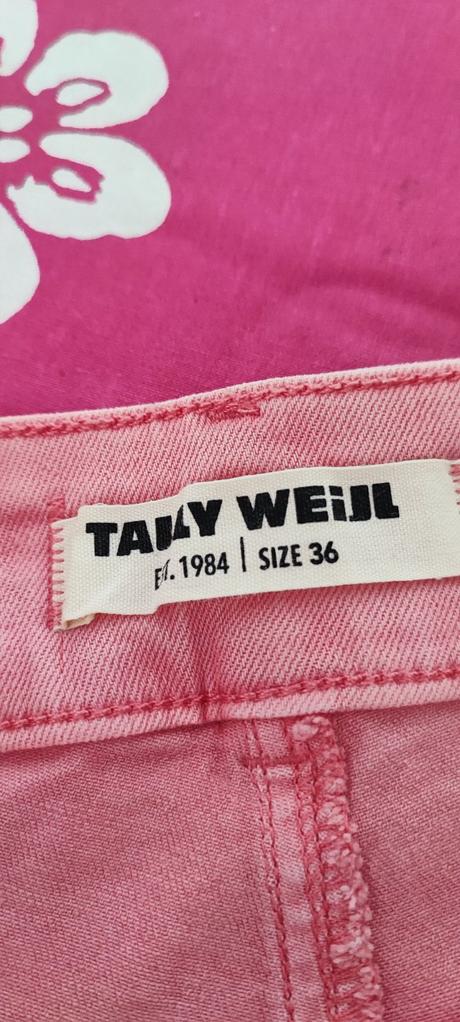 TALLY WEiJL
EST. 1984 | SIZE 36